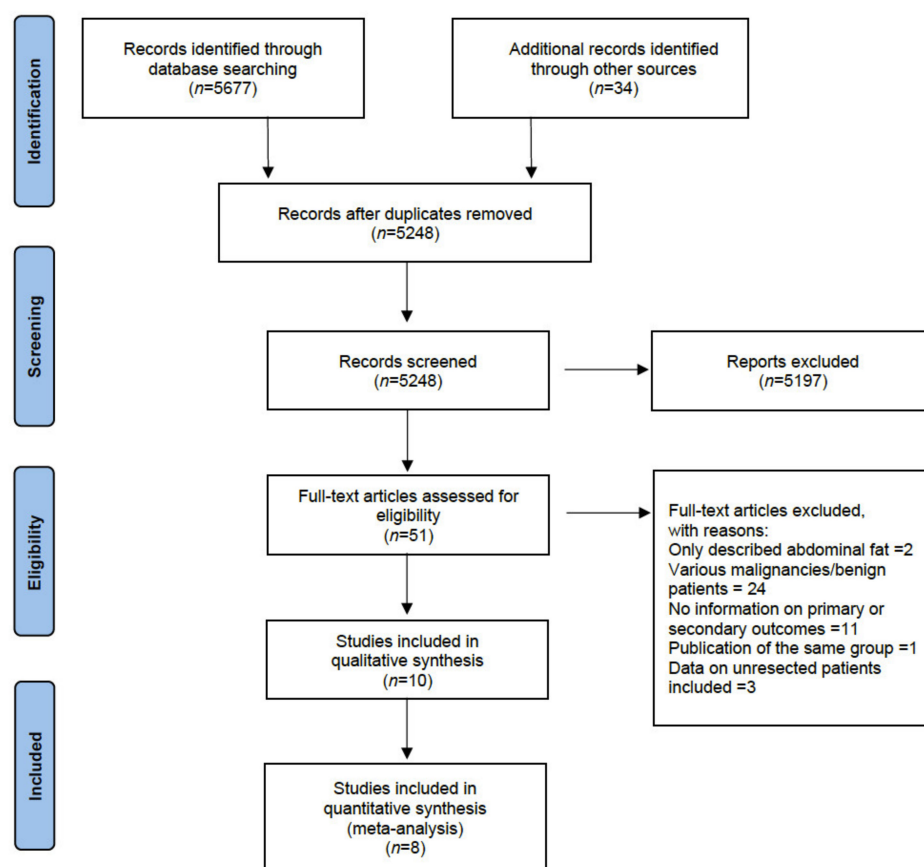 Identification
Records identified through
database searching
(n=5677)
Additional records identified
through other sources
(n=34)
Records after duplicates removed
(n=5248)
Screening
Records screened
(n=5248)
Reports excluded
(n=5197)
Eligibility
Full-text articles assessed for
eligibility
(n=51)
Full-text articles excluded,
with reasons:
Only described abdominal fat =2
Various malignancies/benign
patients = 24
No information on primary or
secondary outcomes =11
Publication of the same group =1
Data on unresected patients
included =3
Studies included in
qualitative synthesis
(n=10)
Included
Studies included in
quantitative synthesis
(meta-analysis)
(n=8)